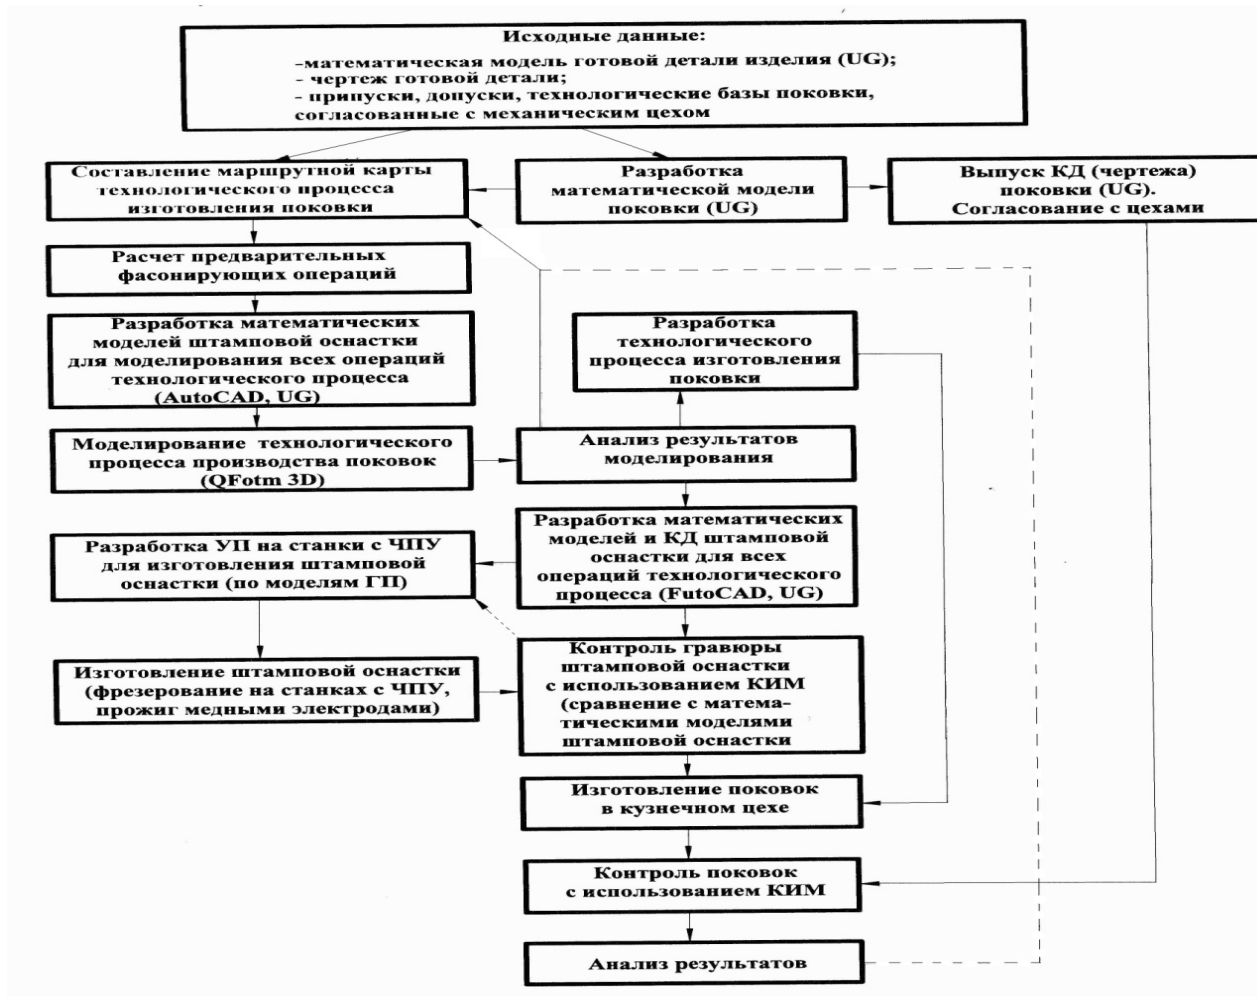 Исходные данные:
-математическая модель готовой детали изделия (UG);
- чертеж готовой детали;
- припуски, допуски, технологические базы поковки,
согласованные с механическим цехом
Составление маршрутной карты
технологического процесса
изготовления поковки
Разработка
математической модели
поковки (UG)
Выпуск КД (чертежа)
поковки (UG).
Согласование с цехами
Расчет предварительных
фасонирующих операций
Разработка математических
моделей штамповой оснастки
для моделирования всех операций
технологического процесса
(AutoCAD, UG)
Разработка
технологического
процесса изготовления
поковки
Моделирование технологического
процесса производства поковок
(QFotm 3D)
Анализ результатов
моделирования
Разработка УП на станки с ЧПУ
для изготовления штамповой
оснастки (по моделям ГП)
Разработка математических
моделей и КД штамповой
оснастки для всех
операций технологического
процесса (FutoCAD, UG)
Изготовление штамповой оснастки
(фрезерование на станках с ЧПУ,
прожиг медными электродами)
Контроль гравюры
штамповой оснастки
с использованием КИМ
(сравнение с матема-
тическими моделями
штамповой оснастки
Изготовление поковок
в кузнечном цехе
Контроль поковок
с использованием КИМ
Анализ результатов